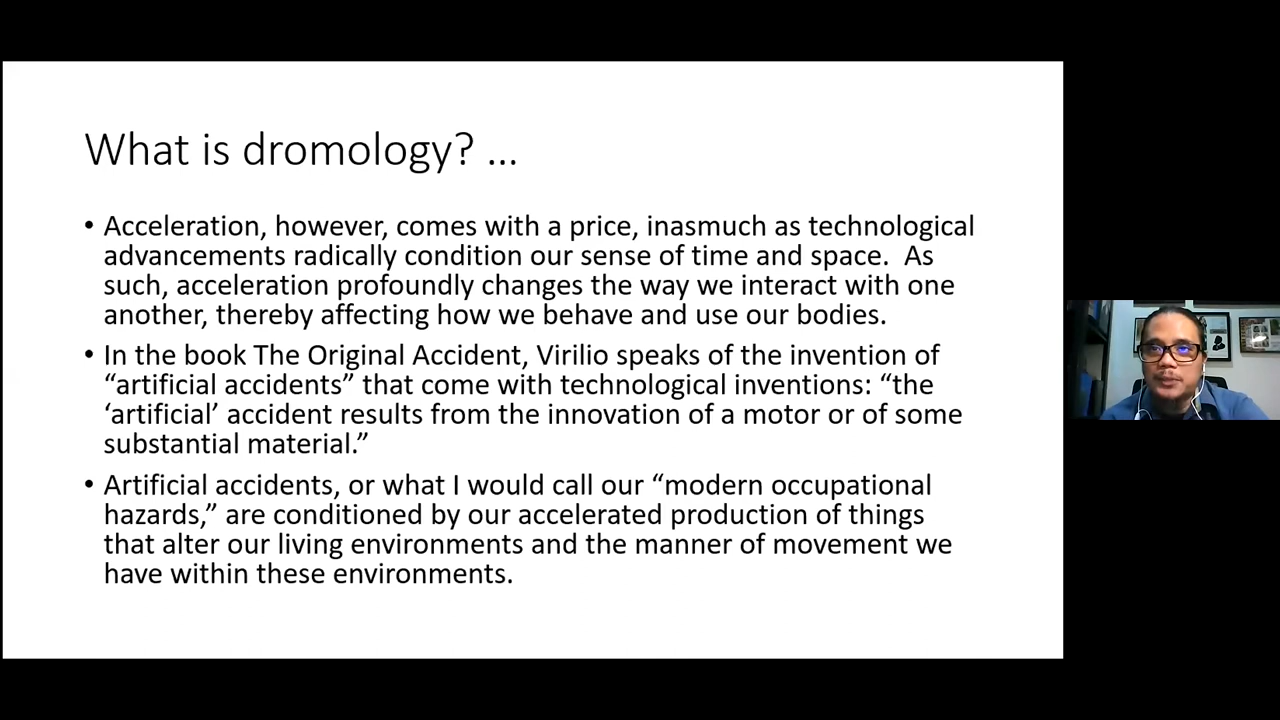 What is dromology? ...
• Acceleration, however, comes with a price, inasmuch as technological
advancements radically condition our sense of time and space.  As
such, acceleration profoundly changes the way we interact with one
another, thereby affecting how we behave and use our bodies.
• In the book The Original Accident, Virilio speaks of the invention of
“artificial accidents” that come with technological inventions: “the
‘artificial’ accident results from the innovation of a motor or of some
substantial material.”
• Artificial accidents, or what I would call our “modern occupational
hazards,” are conditioned by our accelerated production of things
that alter our living environments and the manner of movement we
have within these environments.